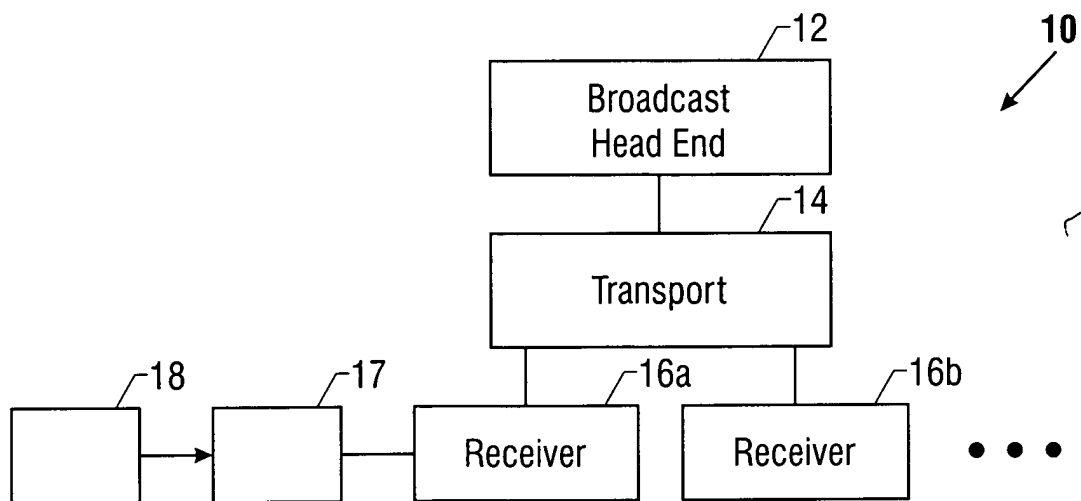 12
10
Broadcast
Head End
14
Transport
18
17
16a
16b
Receiver
Receiver